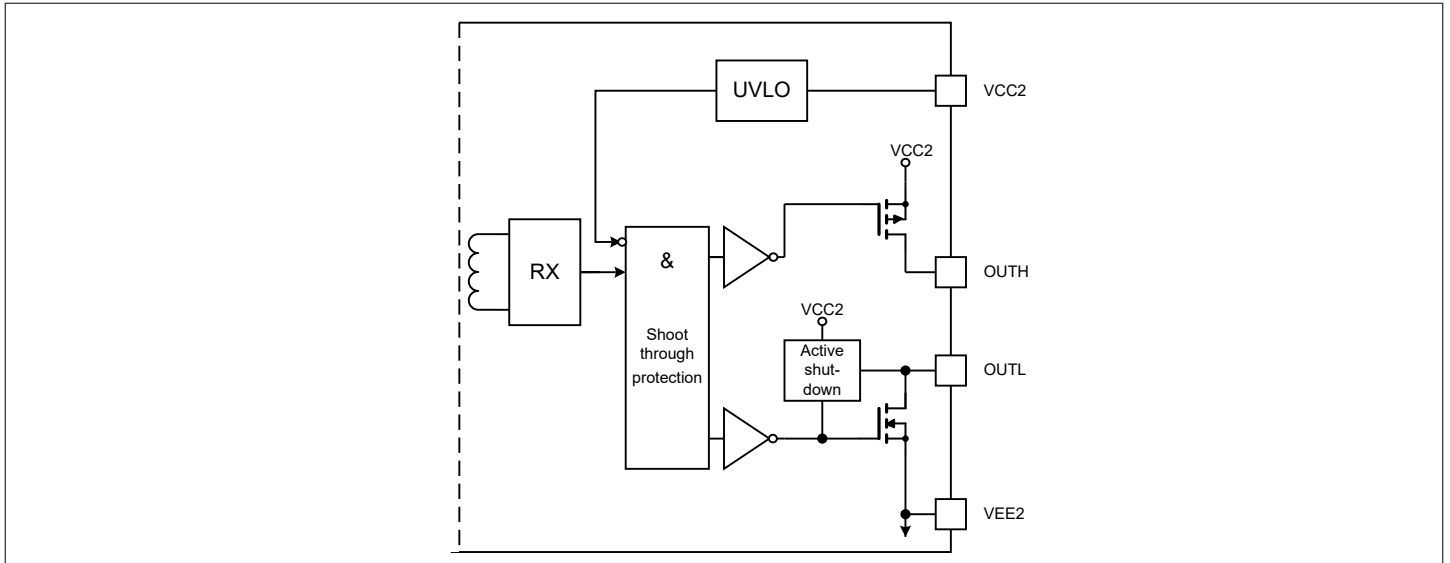 UVLO
VCC2
VCC2
RX
&
OUTH
Shoot
through
protection
VCC2
Active
shut-
down
OUTL
VEE2